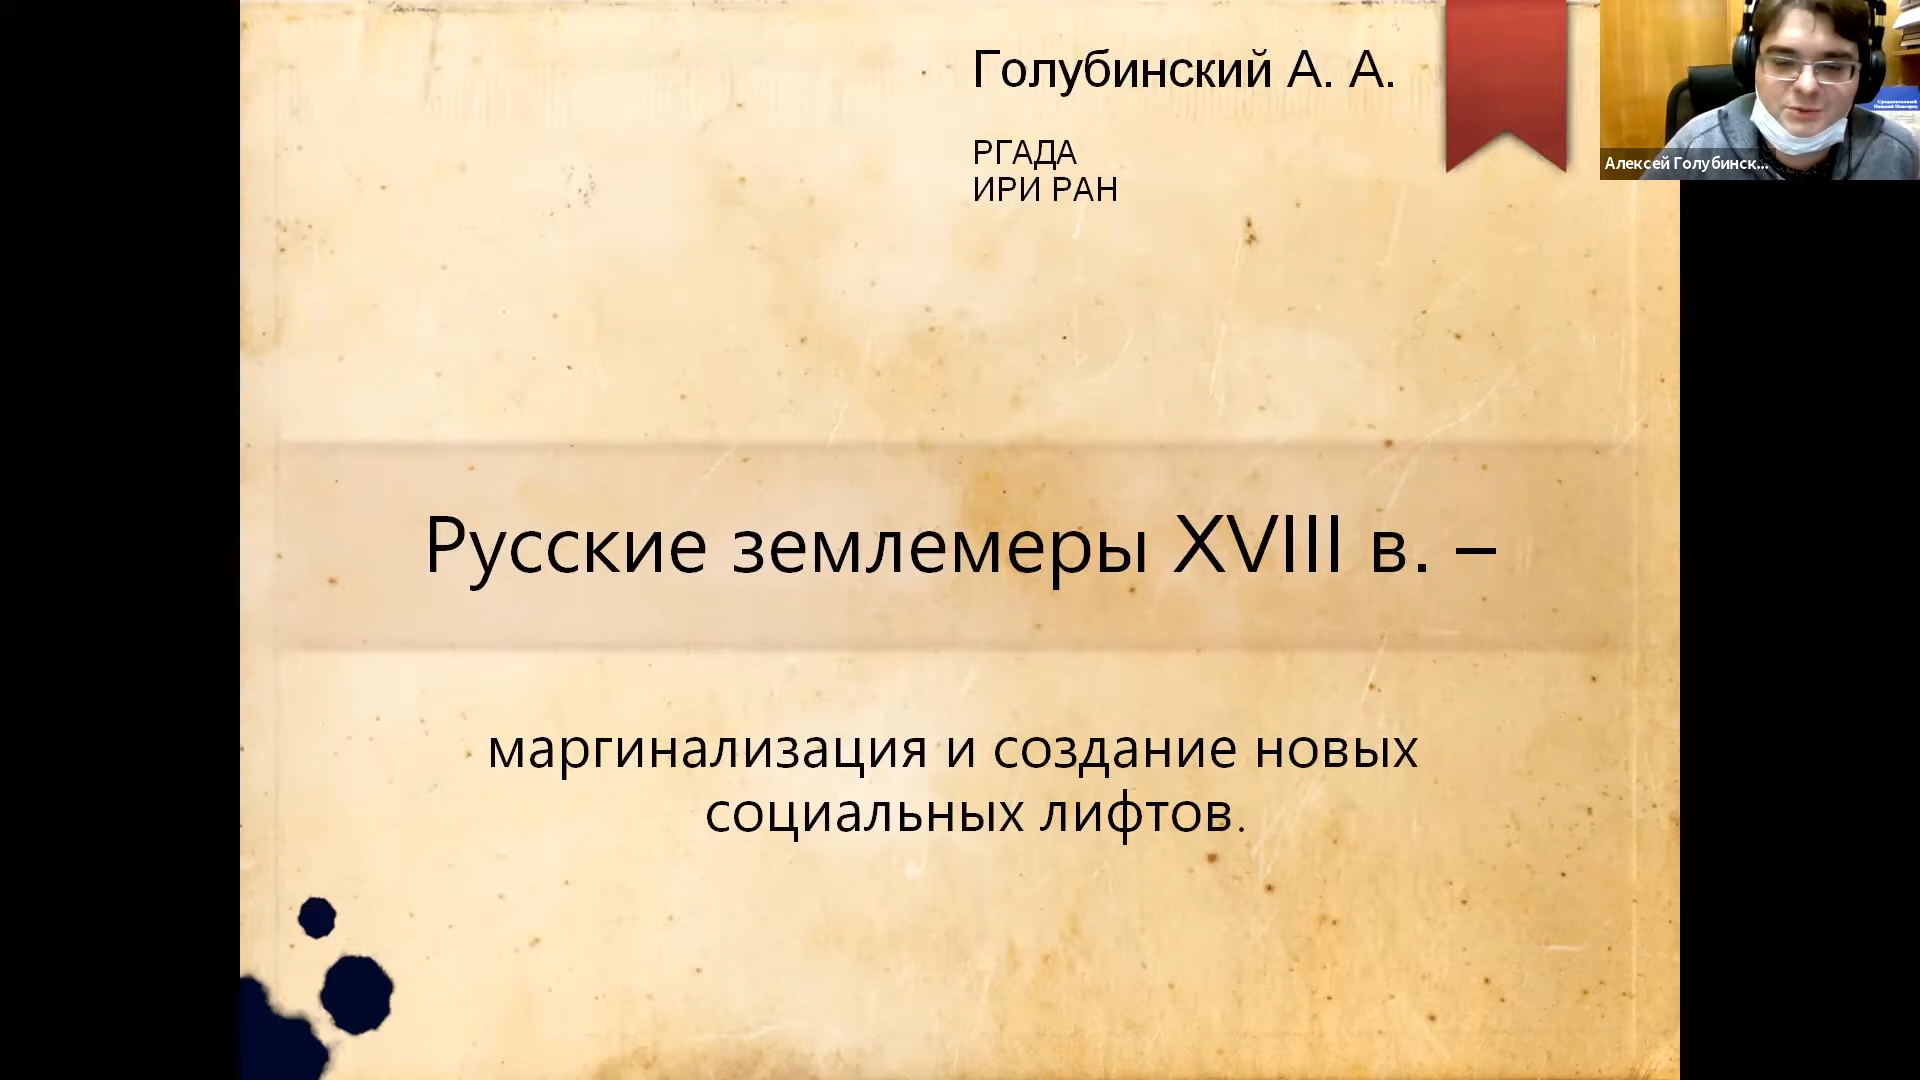 Голубинский А. А.
РГАДА
ИРИ РАН
Алексей Голубинск...
Русские землемеры XVIII в. –
маргинализация и создание новых
социальных лифтов.